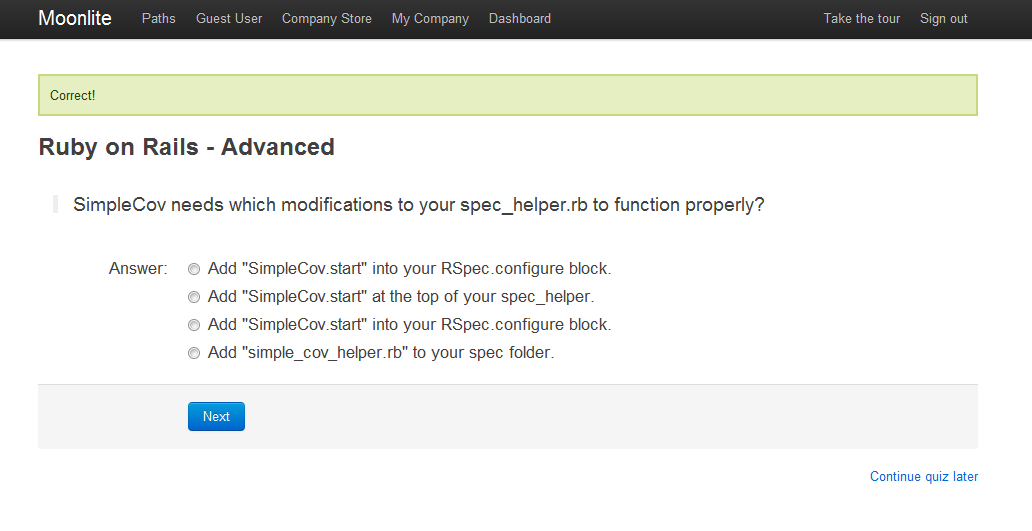 Moonlite Paths Guest User Company Store My Company Dashboard Take the tour Sign out
Correct!
Ruby on Rails - Advanced
SimpleCov needs which modifications to your spec_helper.rb to function properly?
Answer: Add "SimpleCov.start" into your RSpec.configure block.
Add "SimpleCov.start" at the top of your spec_helper.
Add "SimpleCov.start" into your RSpec.configure block.
Add "simple_cov_helper.rb" to your spec folder.
Next
Continue quiz later